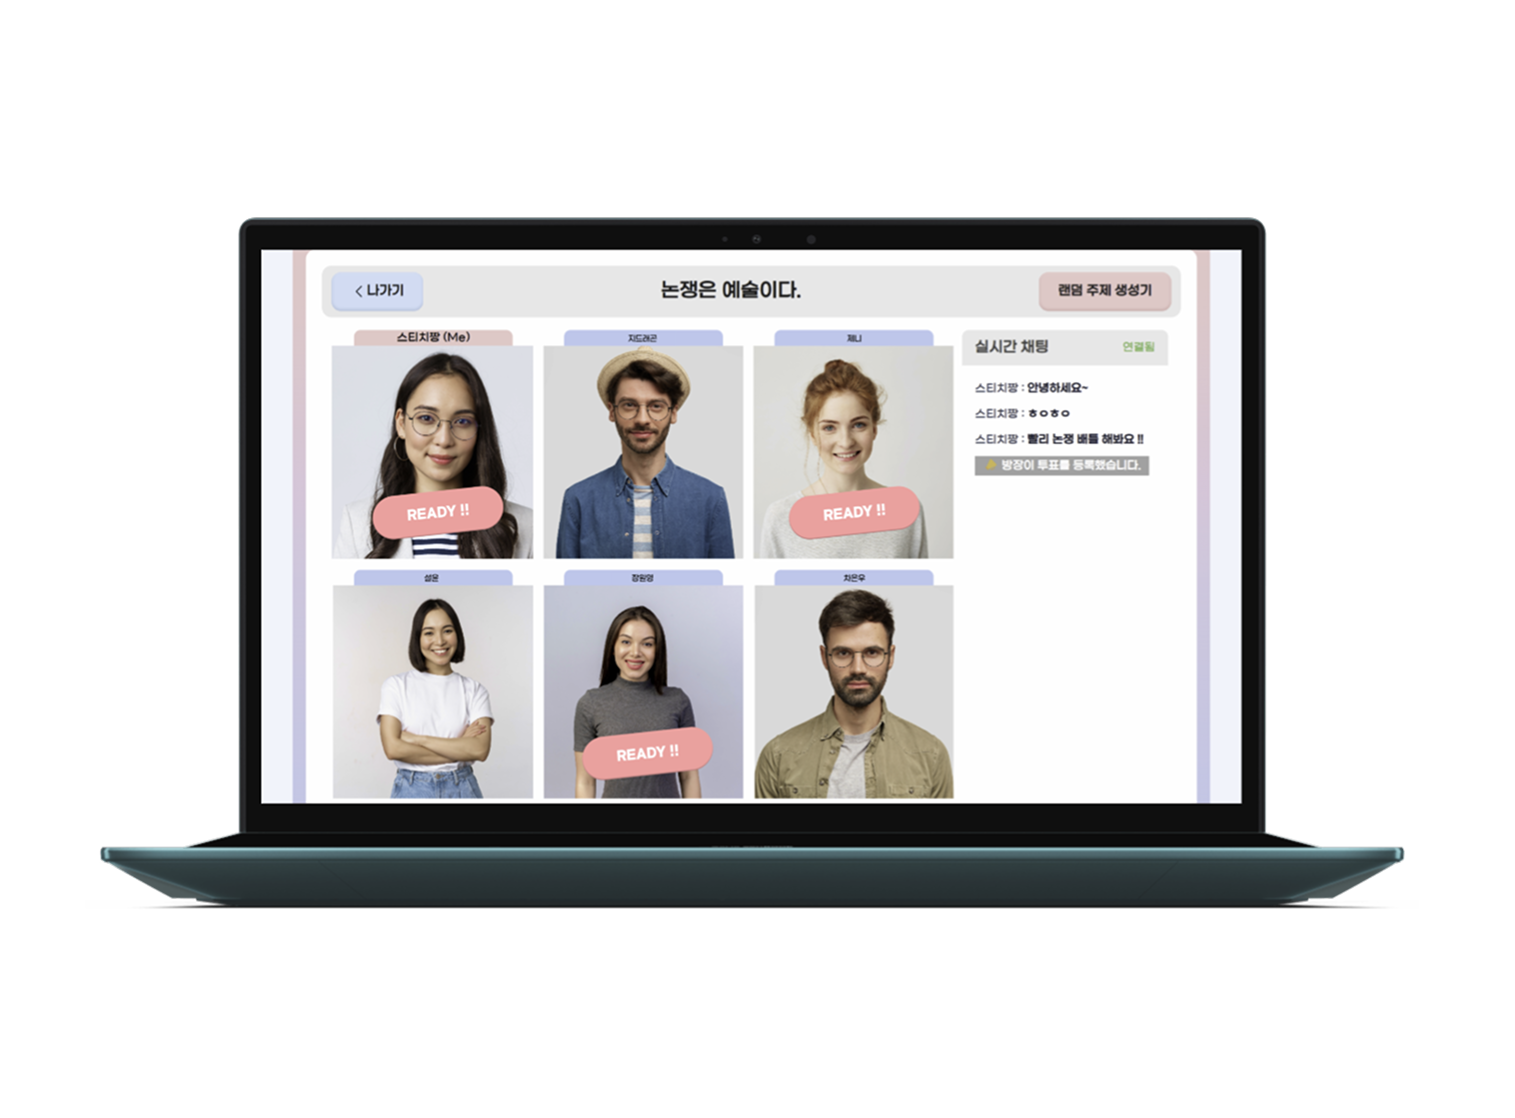 < 나가기
논쟁은 예술이다.
랜덤 주제 생성기
스티치짱 (Me)
지드래곤
제니
READY !!
READY !!
설윤
장원영
차은우
READY !!
실시간 채팅
연결됨
스티치짱 : 안녕하세요~
스티치짱 : ㅎㅇㅎㅇ
스티치짱 : 빨리 논쟁 배틀 해봐요 !!
방장이 투표를 등록했습니다.